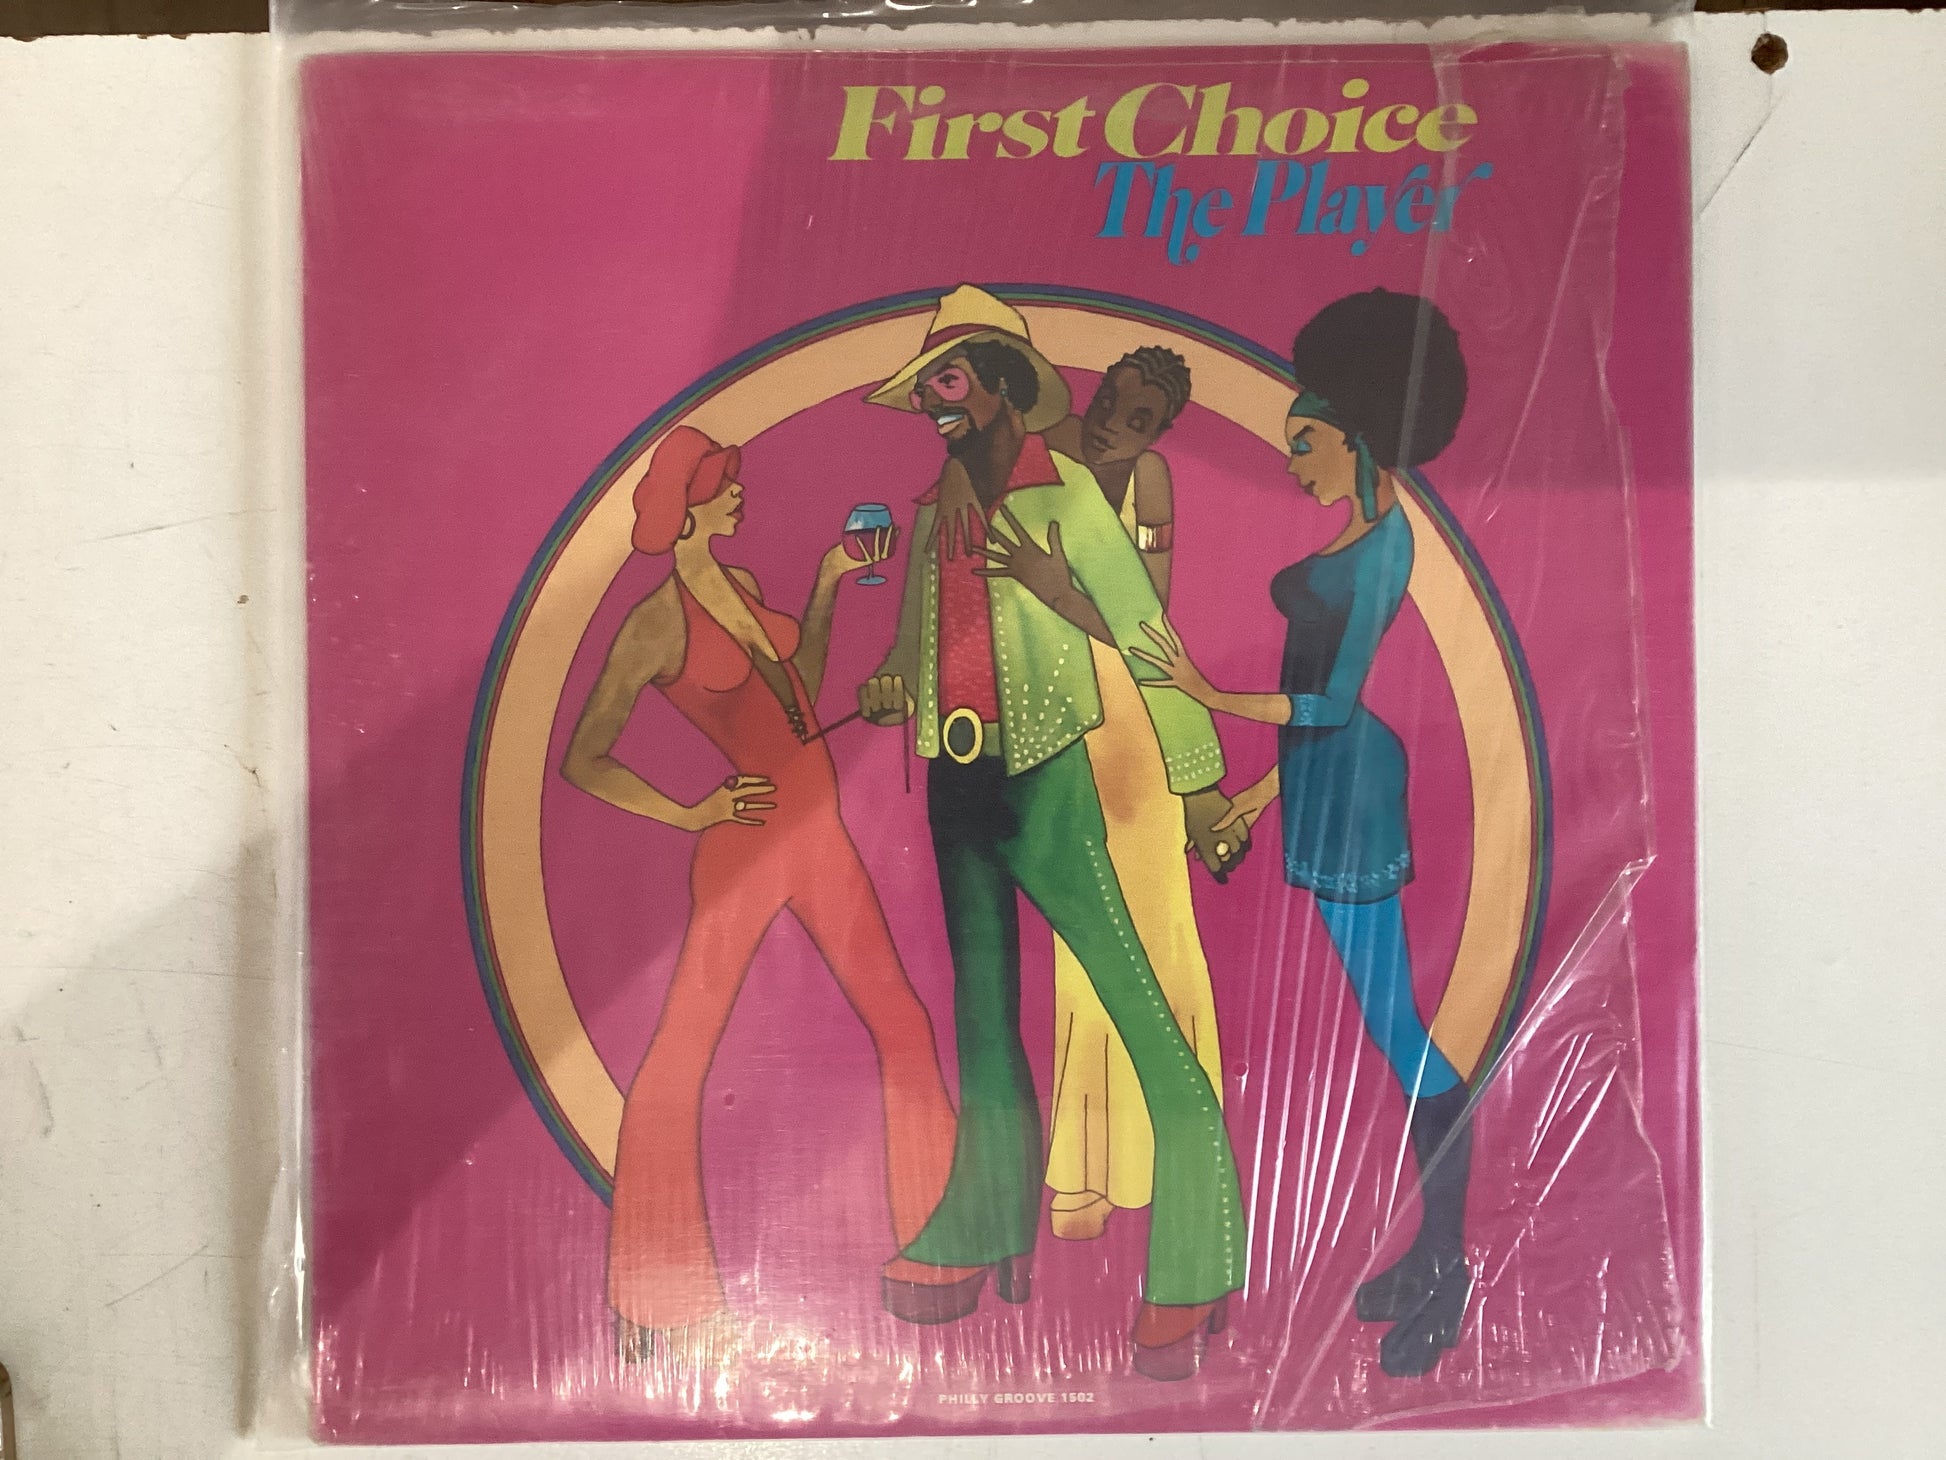 First Choice
The Player
PHILLY GROOVE 1502